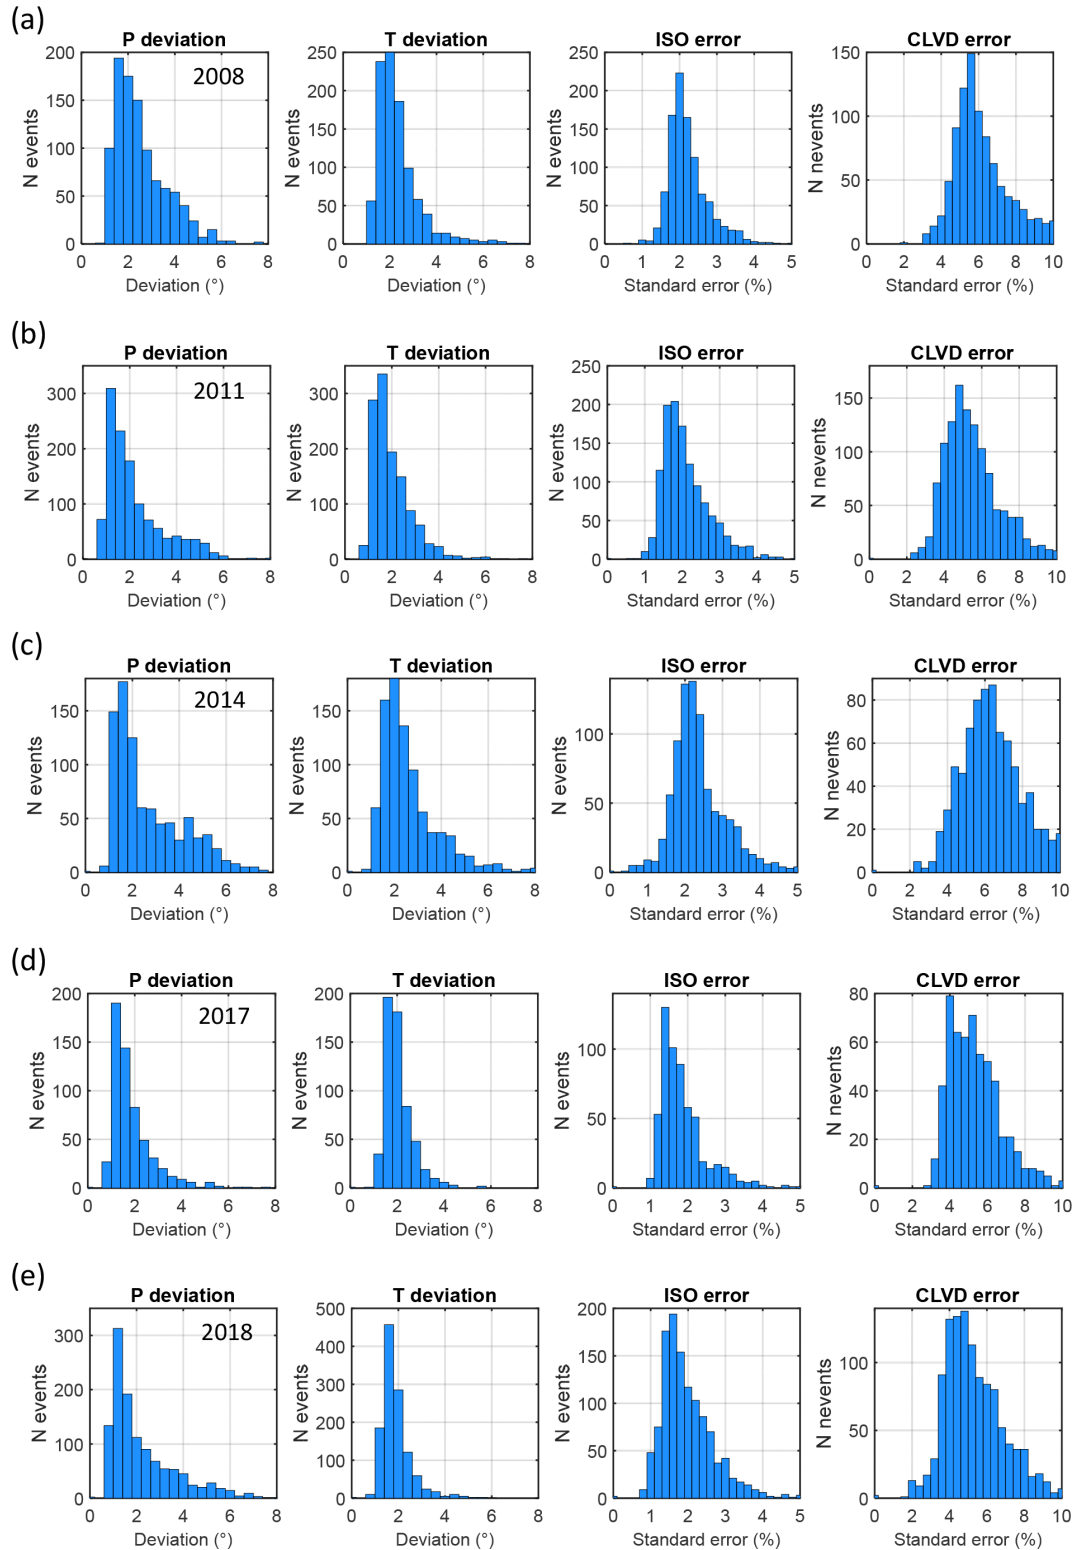 (a)
P deviation T deviation ISO error CLVD error
2008
200 150 100 50 0
250 200 150 100 50 0
250 200 150 100 50 0
150 100 50 0
N events N events N events N nevents
0 2 4 6 8 0 2 4 6 8 0 1 2 3 4 5 0 2 4 6 8 10
Deviation (°) Deviation (°) Standard error (%) Standard error (%)
(b)
P deviation T deviation ISO error CLVD error
2011
300 200 100 0
300 200 100 0
250 200 150 100 50 0
150 100 50 0
N events N events N events N nevents
0 2 4 6 8 0 2 4 6 8 0 1 2 3 4 5 0 2 4 6 8 10
Deviation (°) Deviation (°) Standard error (%) Standard error (%)
(c)
P deviation T deviation ISO error CLVD error
2014
150 100 50 0
150 100 50 0
100 50 0
80 60 40 20 0
N events N events N events N nevents
0 2 4 6 8 0 2 4 6 8 0 1 2 3 4 5 0 2 4 6 8 10
Deviation (°) Deviation (°) Standard error (%) Standard error (%)
(d)
P deviation T deviation ISO error CLVD error
2017
200 150 100 50 0
200 150 100 50 0
100 50 0
80 60 40 20 0
N events N events N events N nevents
0 2 4 6 8 0 2 4 6 8 0 1 2 3 4 5 0 2 4 6 8 10
Deviation (°) Deviation (°) Standard error (%) Standard error (%)
(e)
P deviation T deviation ISO error CLVD error
2018
300 200 100 0
500 400 300 200 100 0
200 150 100 50 0
100 50 0
N events N events N events N nevents
0 2 4 6 8 0 2 4 6 8 0 1 2 3 4 5 0 2 4 6 8 10
Deviation (°) Deviation (°) Standard error (%) Standard error (%)